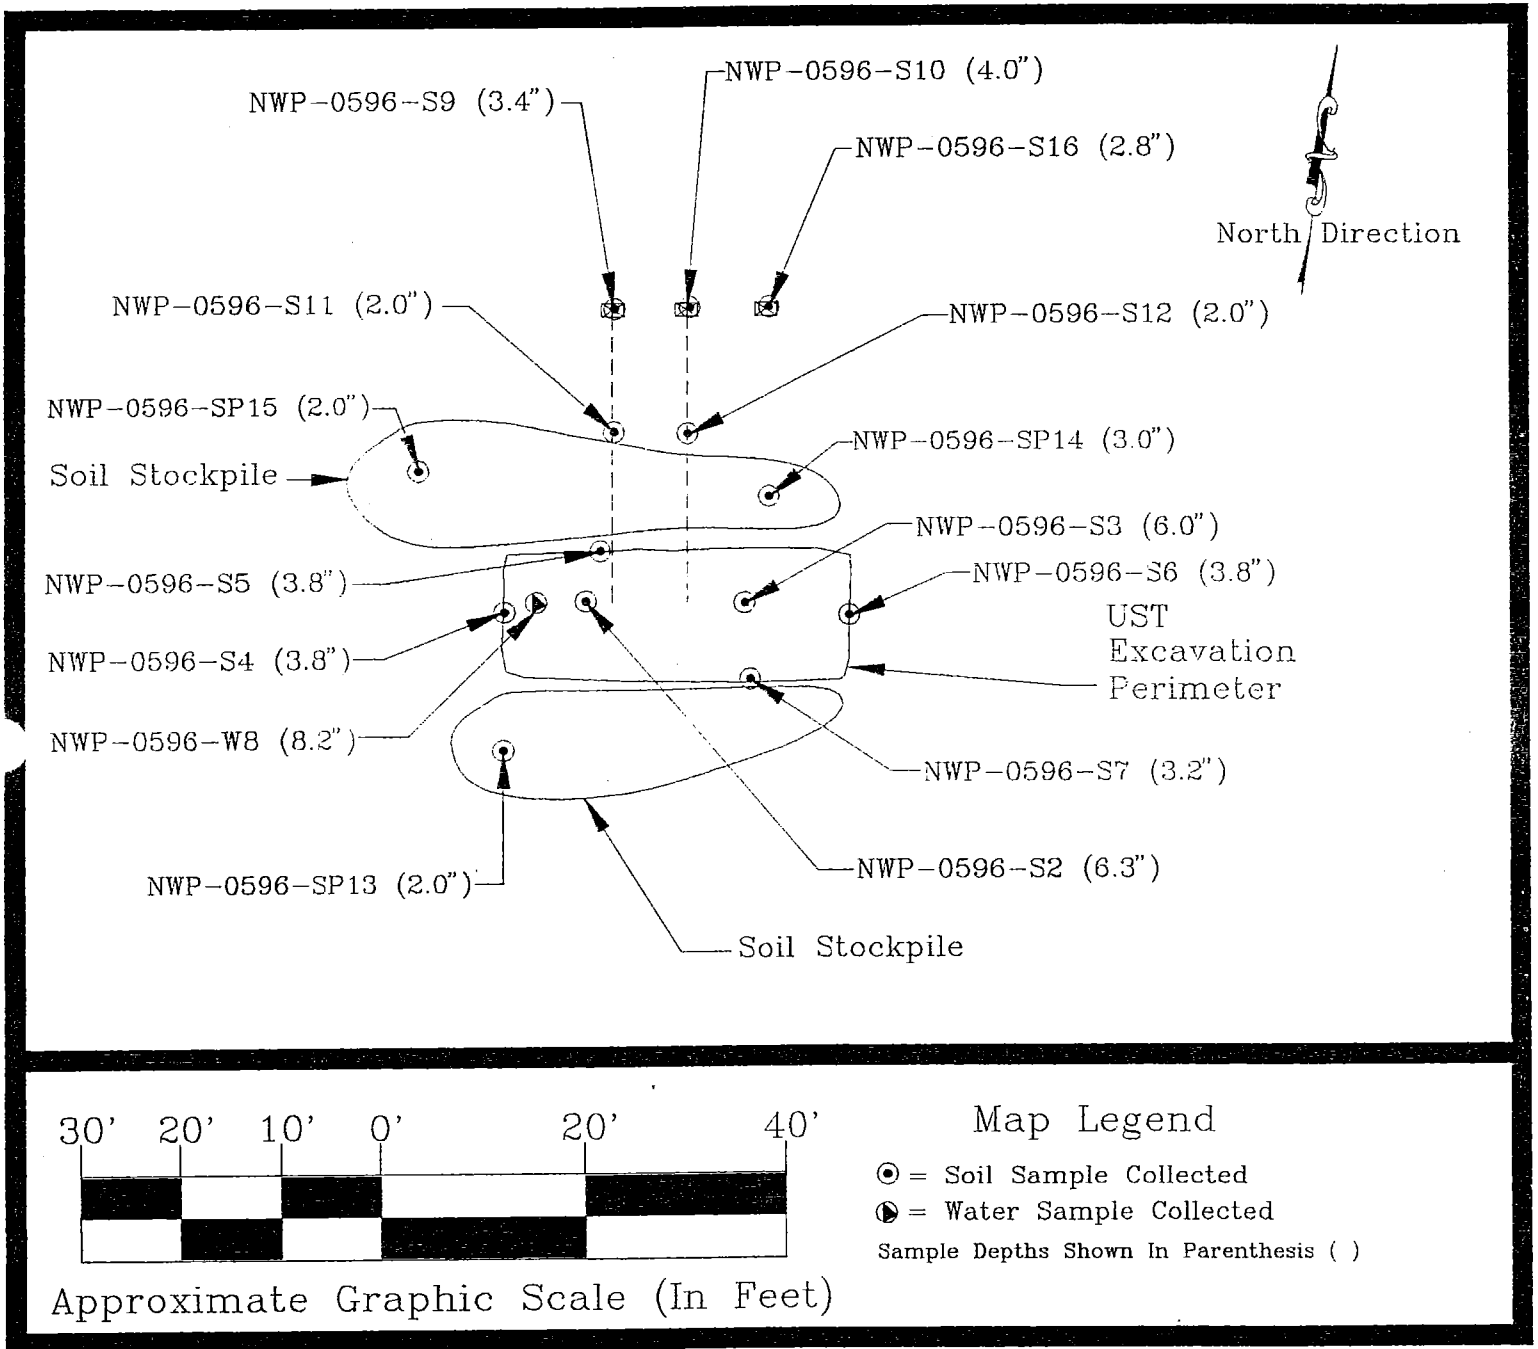 NWP-0596-S10 (4.0")
NWP-0596-S9 (3.4")
NWP-0596-S16 (2.8")
North Direction
NWP-0596-S11 (2.0")
NWP-0596-S12 (2.0")
NWP-0596-SP15 (2.0")
NWP-0596-SP14 (3.0")
Soil Stockpile
NWP-0596-S3 (6.0")
NWP-0596-S5 (3.8")
NWP-0596-S6 (3.8")
UST
Excavation
Perimeter
NWP-0596-S4 (3.8")
NWP-0596-W8 (8.2")
NWP-0596-S7 (3.2")
NWP-0596-S2 (6.3")
NWP-0596-SP13 (2.0")
Soil Stockpile
30' 20' 10' 0' 20' 40'
Approximate Graphic Scale (In Feet)
Map Legend
= Soil Sample Collected
= Water Sample Collected
Sample Depths Shown In Parenthesis ( )